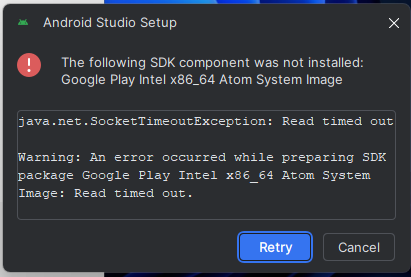 Android Studio Setup
The following SDK component was not installed:
Google Play Intel x86_64 Atom System Image
java.net.SocketTimeoutException: Read timed out
Warning: An error occurred while preparing SDK
package Google Play Intel x86_64 Atom System
Image: Read timed out.
Retry
Cancel